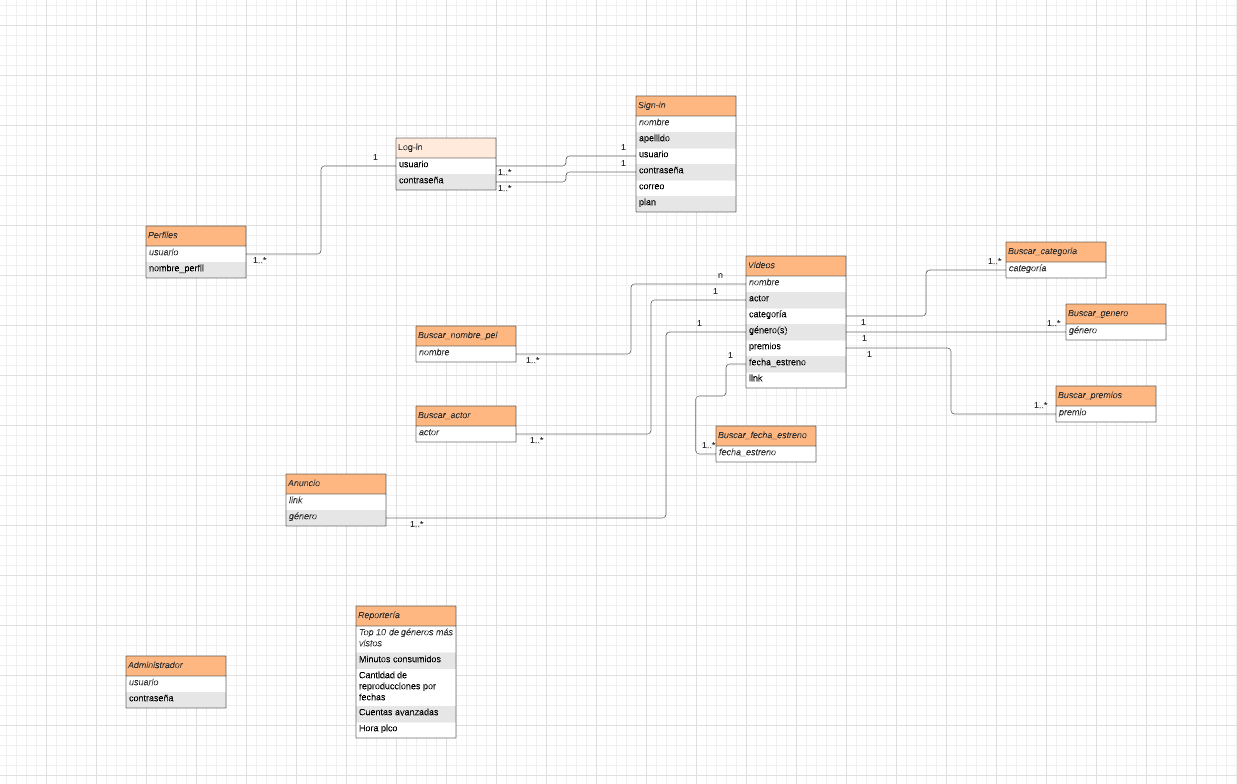 Sign-in
nombre
apellido
usuario
contraseña
correo
plan
1
1
Log-in
usuario
contraseña
1
1..*
1..*
Perfiles
usuario
nombre_perfil
1..*
Videos
nombre
actor
categoría
género(s)
premios
fecha_estreno
link
n
1
1
1
1
1
1
Buscar_categoria
categoría
1..*
Buscar_genero
género
1..*
Buscar_premios
premio
1..*
Buscar_nombre_pel
nombre
1..*
Buscar_actor
actor
1..*
Buscar_fecha_estreno
fecha_estreno
1..*
Anuncio
link
género
1..*
Reportería
Top 10 de géneros más
vistos
Minutos consumidos
Cantidad de
reproducciones por
fechas
Cuentas avanzadas
Hora pico
Administrador
usuario
contraseña